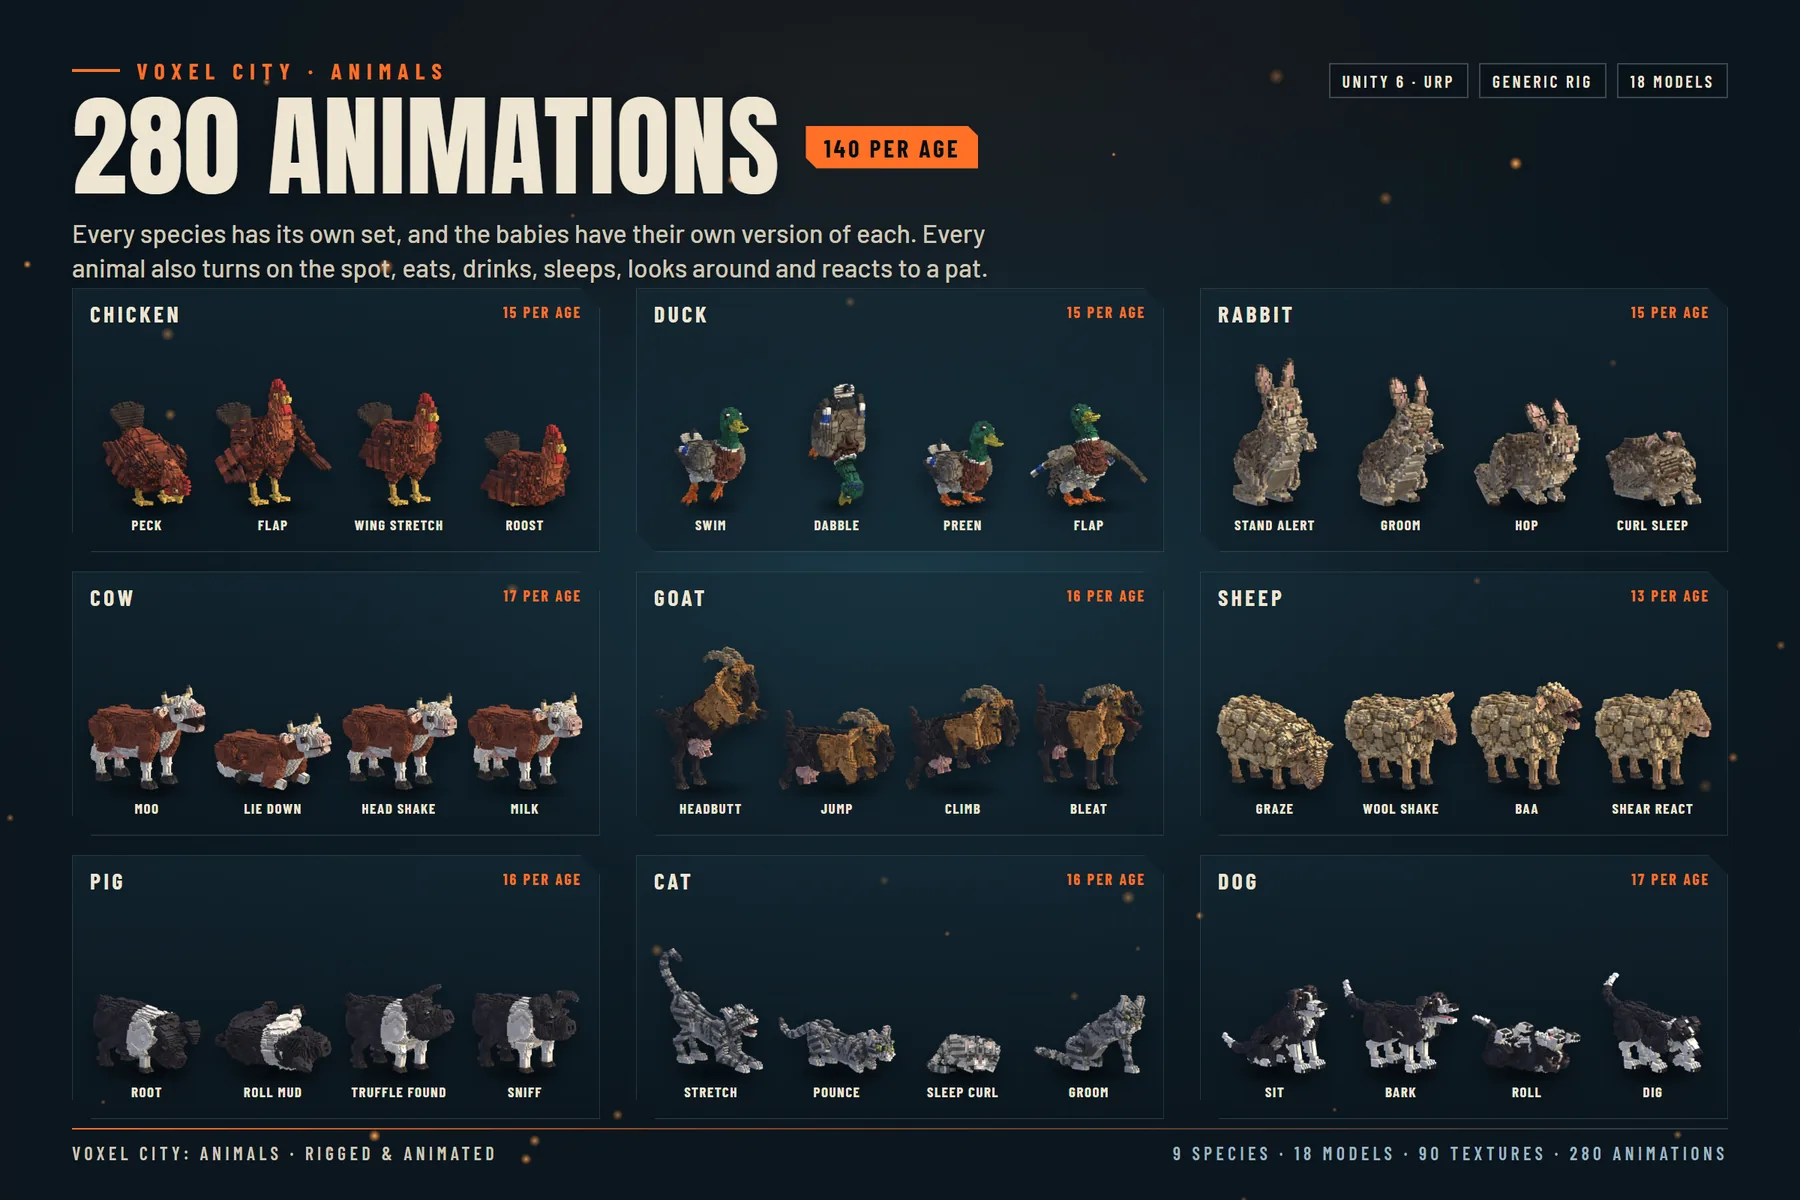 VOXEL CITY · ANIMALS
UNITY 6 · URP
GENERIC RIG
18 MODELS
280 ANIMATIONS
140 PER AGE
Every species has its own set, and the babies have their own version of each. Every
animal also turns on the spot, eats, drinks, sleeps, looks around and reacts to a pat.
CHICKEN
15 PER AGE
PECK
FLAP
WING STRETCH
ROOST
DUCK
15 PER AGE
SWIM
DABBLE
PREEN
FLAP
RABBIT
15 PER AGE
STAND ALERT
GROOM
HOP
CURL SLEEP
COW
17 PER AGE
MOO
LIE DOWN
HEAD SHAKE
MILK
GOAT
16 PER AGE
HEADBUTT
JUMP
CLIMB
BLEAT
SHEEP
13 PER AGE
GRAZE
WOOL SHAKE
BAA
SHEAR REACT
PIG
16 PER AGE
ROOT
ROLL MUD
TRUFFLE FOUND
SNIFF
CAT
16 PER AGE
STRETCH
POUNCE
SLEEP CURL
GROOM
DOG
17 PER AGE
SIT
BARK
ROLL
DIG
VOXEL CITY: ANIMALS · RIGGED & ANIMATED
9 SPECIES · 18 MODELS · 90 TEXTURES · 280 ANIMATIONS